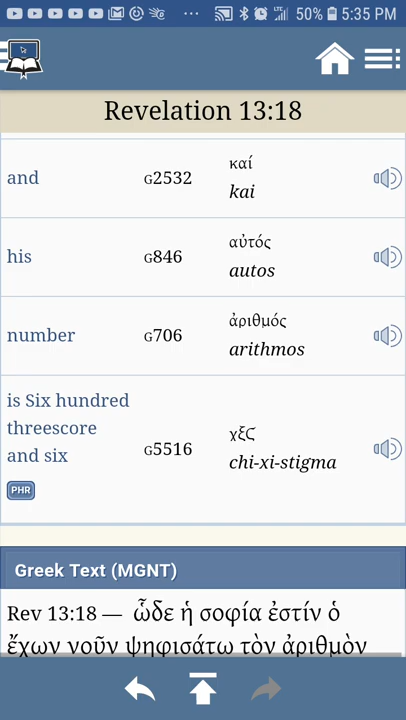 50% 5:35 PM
Revelation 13:18
and G2532 καί
kai
his G846 αὐτός
autos
number G706 ἀριθμός
arithmos
is Six hundred
threescore
and six
G5516 χξϚ
chi-xi-stigma
PHR
Greek Text (MGNT)
Rev 13:18 — ὧδε ἡ σοφία ἐστίν ὁ
ἔχων νοῦν ψηφισάτω τὸν ἀριθμὸν